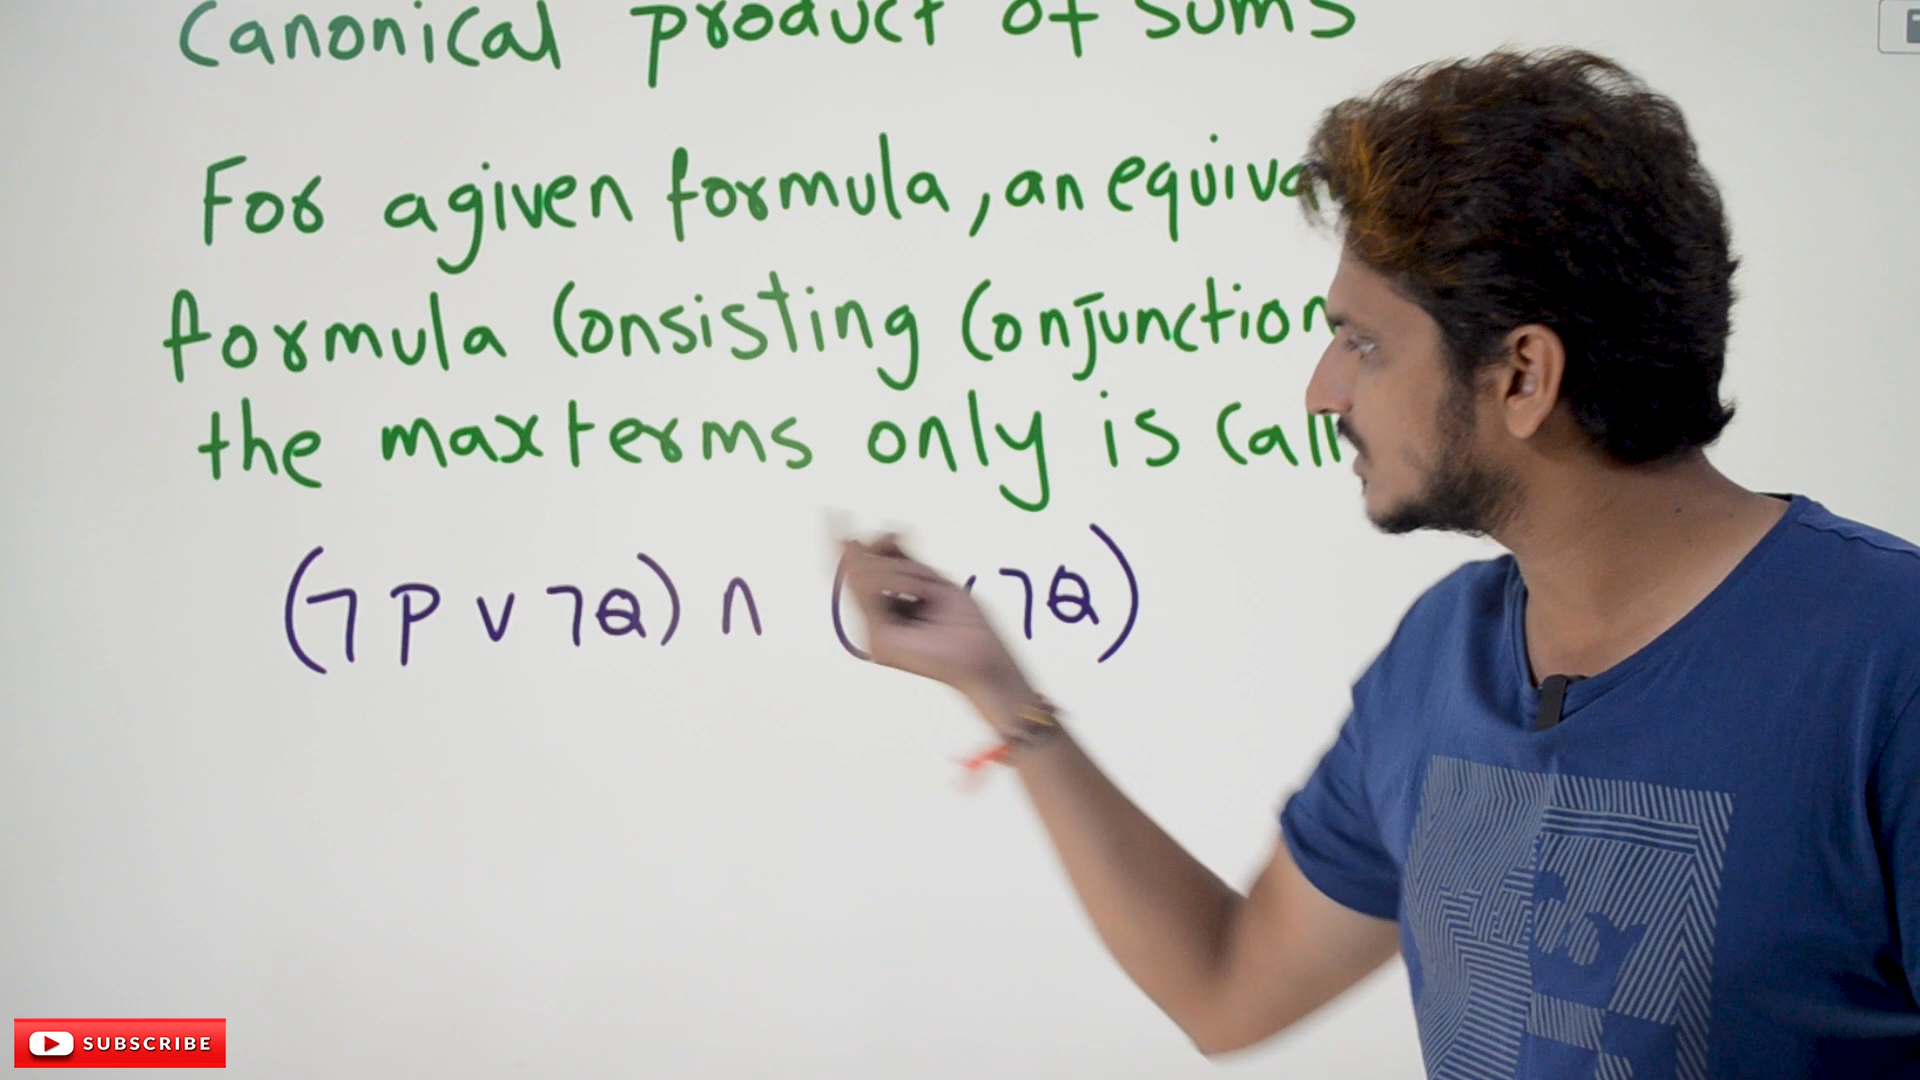 Canonical product of sums
For a given formula, an equiva
formula Consisting Conjunction
the maxterms only is Call
(¬P ∨ ¬Q) ∧ ( ∨ ¬Q)
SUBSCRIBE